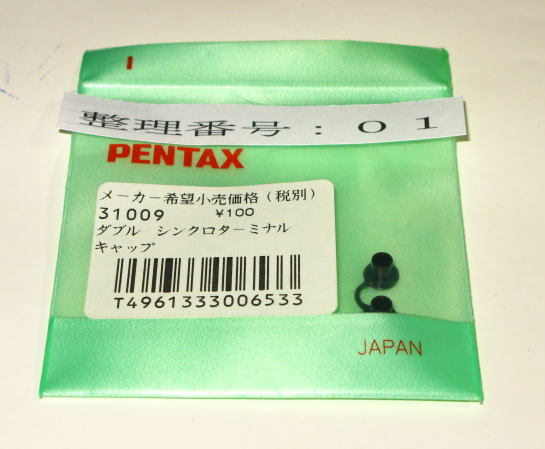 整理番号：０１
PENTAX
メーカー希望小売価格（税別）
31009 ¥100
ダブル シンクロターミナル
キャップ
T4961333006533
JAPAN